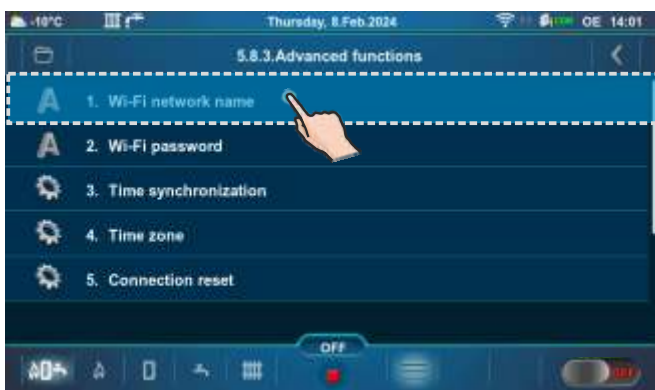 -10°C Thursday, 8.Feb.2024 OE 14:01
5.8.3.Advanced functions
1. Wi-Fi network name
2. Wi-Fi password
3. Time synchronization
4. Time zone
5. Connection reset
OFF
OFF